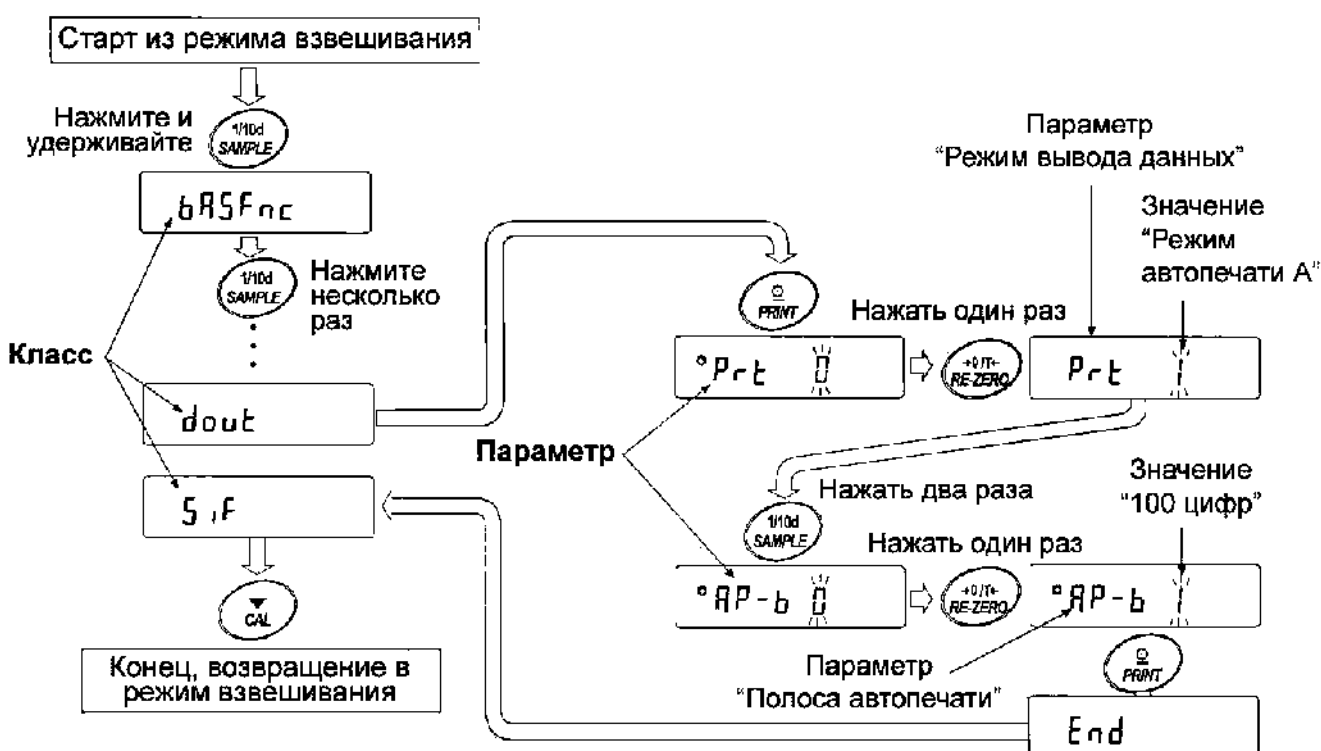 Старт из режима взвешивания
Нажмите и
удерживайте
1/10d
SAMPLE
bASFnc
1/10d
SAMPLE
Нажмите
несколько
раз
Класс
dout
S iF
CAL
Конец, возвращение в
режим взвешивания
PRINT
Prt 0
Параметр
Нажать один раз
→0/T←
RE-ZERO
Параметр
“Режим вывода данных”
Значение
“Режим
автопечати А”
Prt 1
Нажать два раза
1/10d
SAMPLE
AP-b 0
Нажать один раз
→0/T←
RE-ZERO
Значение
“100 цифр”
AP-b 1
Параметр
“Полоса автопечати”
PRINT
End